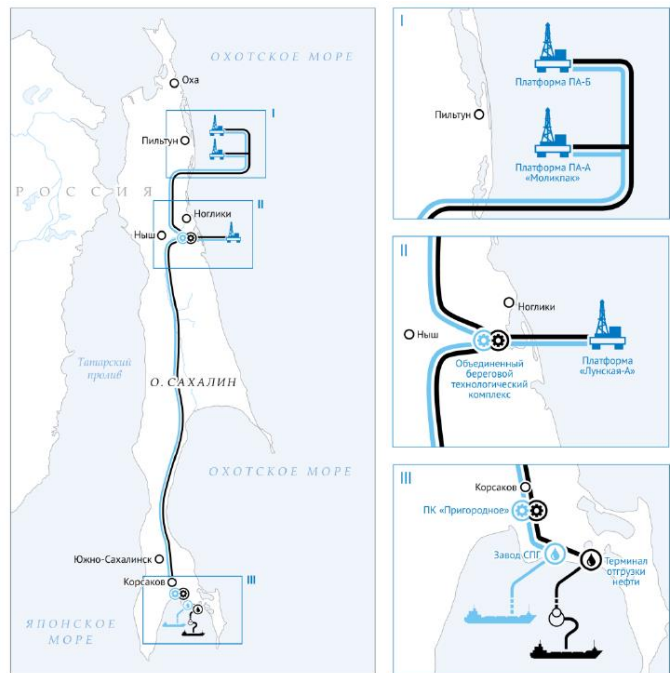 ОХОТСКОЕ МОРЕ
Оха
I
Пильтун
РОССИЯ
II
Ноглики
Ныш
Татарский
пролив
О. САХАЛИН
ОХОТСКОЕ МОРЕ
Южно-Сахалинск
Корсаков
III
ЯПОНСКОЕ
МОРЕ
I
Платформа ПА-Б
Пильтун
Платформа ПА-А
«Моликпак»
II
Ноглики
Ныш
Объединенный
береговой
технологический
комплекс
Платформа
«Лунская-А»
III
Корсаков
ПК «Пригородное»
Завод СПГ
Терминал
отгрузки
нефти